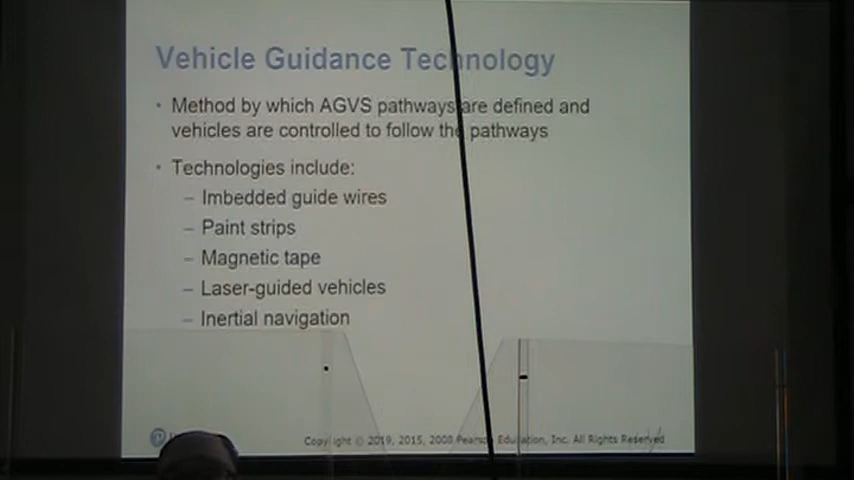 Vehicle Guidance Technology
• Method by which AGVS pathways are defined and
vehicles are controlled to follow the pathways
• Technologies include:
– Imbedded guide wires
– Paint strips
– Magnetic tape
– Laser-guided vehicles
– Inertial navigation
Copyright © 2019, 2015, 2008 Pearson Education, Inc. All Rights Reserved